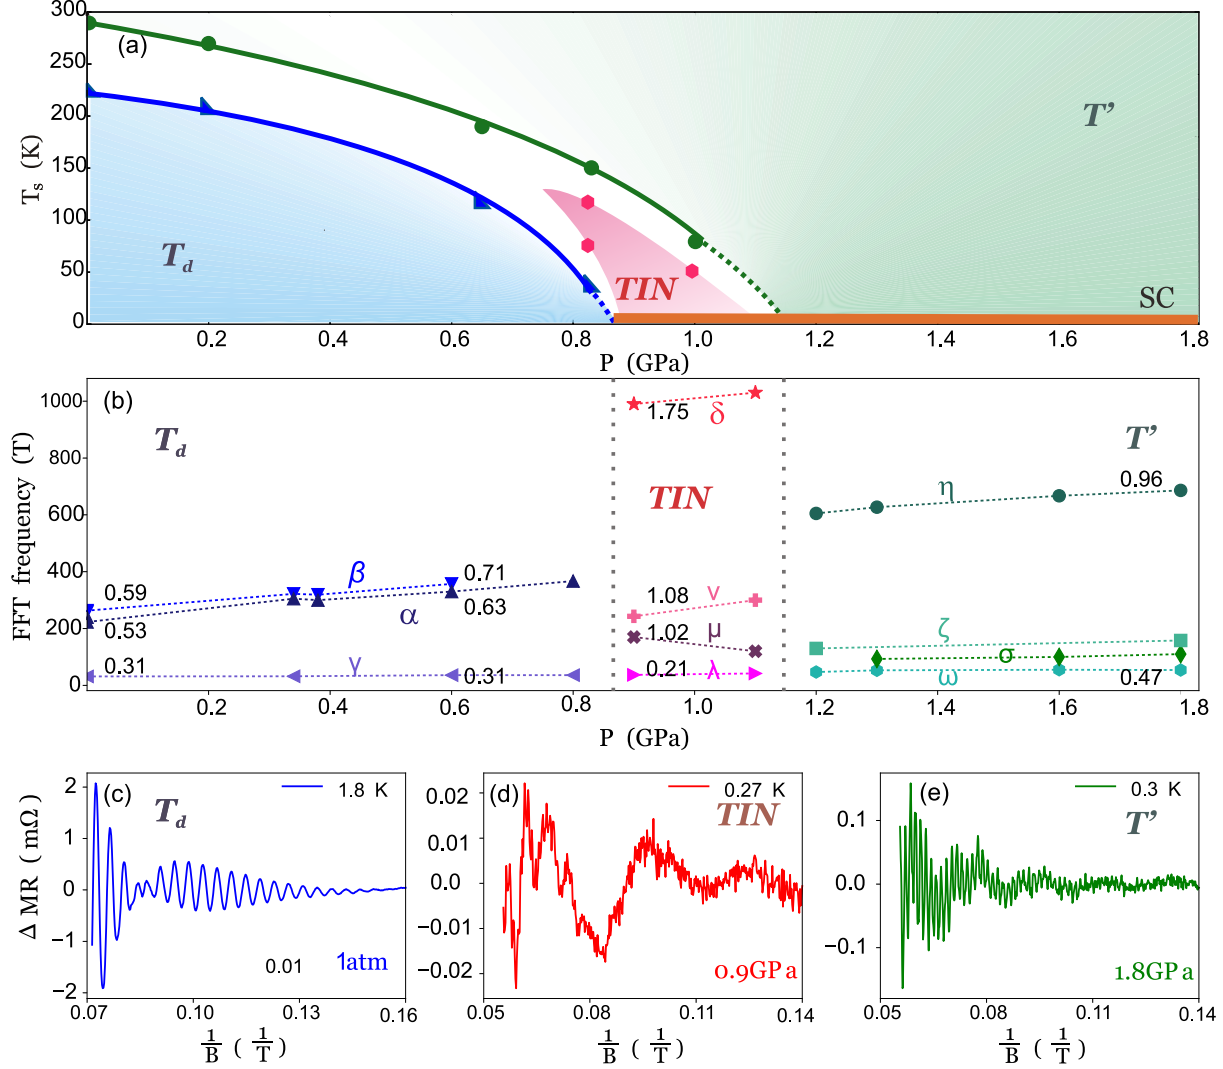 300
250
200
150
100
50
0
T_s (K)
(a)
T_d
TIN
T'
SC
0.2 0.4 0.6 0.8 1.0 1.2 1.4 1.6 1.8
P (GPa)
(b)
1000
800
600
400
200
0
FFT frequency (T)
T_d
TIN
T'
1.75 δ
0.96
η
0.59 β 0.71
0.53 α 0.63
0.31 γ 0.31
1.08 ν
1.02 μ
0.21 λ
ζ
σ
ω 0.47
0.2 0.4 0.6 0.8 1.0 1.2 1.4 1.6 1.8
P (GPa)
(c) 1.8 K
T_d
2
1
0
−1
−2
Δ MR (mΩ)
0.01 1atm
0.07 0.10 0.13 0.16
1/B (1/T)
(d) 0.27 K
TIN
0.02
0.01
0.00
−0.01
−0.02
0.9GPa
0.05 0.08 0.11 0.14
1/B (1/T)
(e) 0.3 K
T'
0.1
0.0
−0.1
1.8GPa
0.05 0.08 0.11 0.14
1/B (1/T)